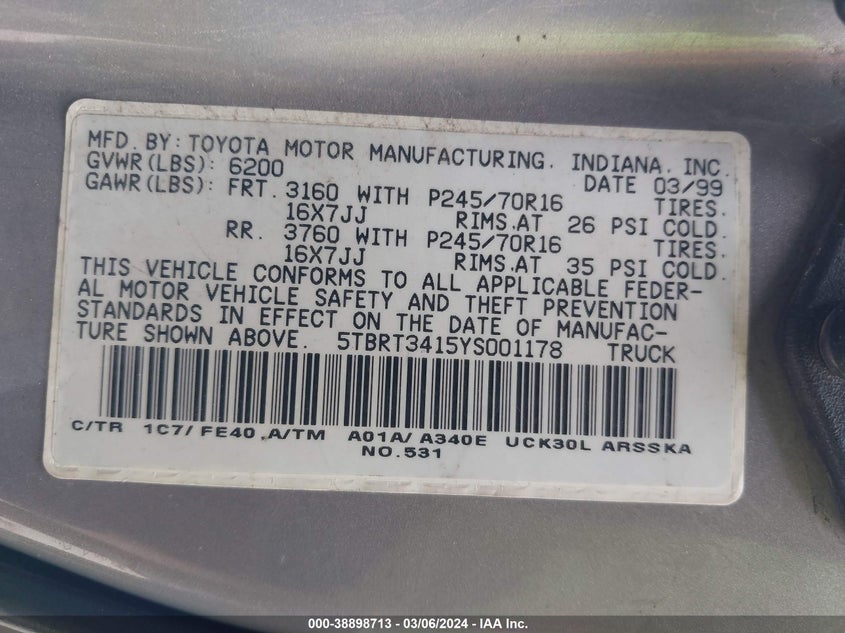 MFD. BY: TOYOTA MOTOR MANUFACTURING. INDIANA. INC.
GVWR(LBS): 6200 DATE 03/99
GAWR(LBS): FRT. 3160 WITH P245/70R16 TIRES.
16X7JJ RIMS.AT 26 PSI COLD.
RR. 3760 WITH P245/70R16 TIRES.
16X7JJ RIMS.AT 35 PSI COLD.
THIS VEHICLE CONFORMS TO ALL APPLICABLE FEDER-
AL MOTOR VEHICLE SAFETY AND THEFT PREVENTION
STANDARDS IN EFFECT ON THE DATE OF MANUFAC-
TURE SHOWN ABOVE. 5TBRT3415YS001178 TRUCK
C/TR 1C7/ FE40 .A/TM A01A/ A340E UCK30L ARSSKA
NO.531
000-38898713 - 03/06/2024 - IAA Inc.